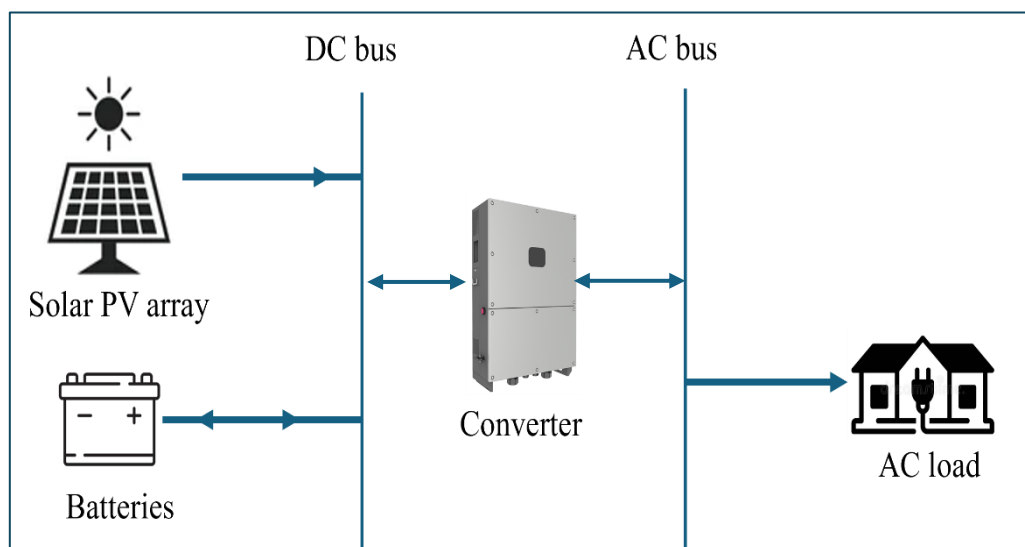 DC bus
AC bus
Solar PV array
Converter
AC load
Batteries